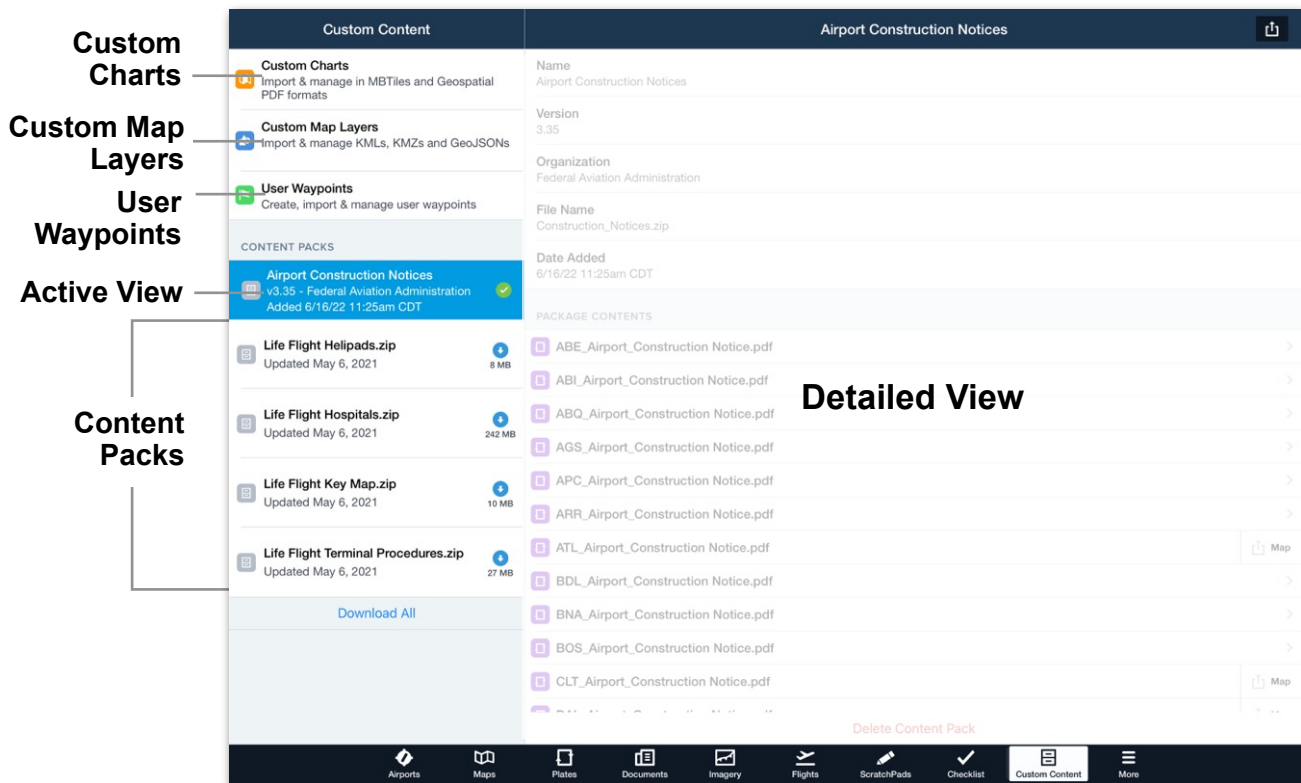 Custom
Charts
Custom Map
Layers
User
Waypoints
Active View
Content
Packs
Custom Content
Custom Charts
Import & manage in MBTiles and Geospatial
PDF formats
Custom Map Layers
Import & manage KMLs, KMZs and GeoJSONs
User Waypoints
Create, import & manage user waypoints
CONTENT PACKS
Airport Construction Notices
v3.35 - Federal Aviation Administration
Added 6/16/22 11:25am CDT
Life Flight Helipads.zip
Updated May 6, 2021
8 MB
Life Flight Hospitals.zip
Updated May 6, 2021
242 MB
Life Flight Key Map.zip
Updated May 6, 2021
10 MB
Life Flight Terminal Procedures.zip
Updated May 6, 2021
27 MB
Download All
Airport Construction Notices
Name
Airport Construction Notices
Version
3.35
Organization
Federal Aviation Administration
File Name
Construction_Notices.zip
Date Added
6/16/22 11:25am CDT
PACKAGE CONTENTS
ABE_Airport_Construction Notice.pdf
ABI_Airport_Construction Notice.pdf
Detailed View
ABQ_Airport_Construction Notice.pdf
AGS_Airport_Construction Notice.pdf
APC_Airport_Construction Notice.pdf
ARR_Airport_Construction Notice.pdf
ATL_Airport_Construction Notice.pdf Map
BDL_Airport_Construction Notice.pdf
BNA_Airport_Construction Notice.pdf
BOS_Airport_Construction Notice.pdf
CLT_Airport_Construction Notice.pdf Map
Delete Content Pack
Airports Maps Plates Documents Imagery Flights ScratchPads Checklist Custom Content More